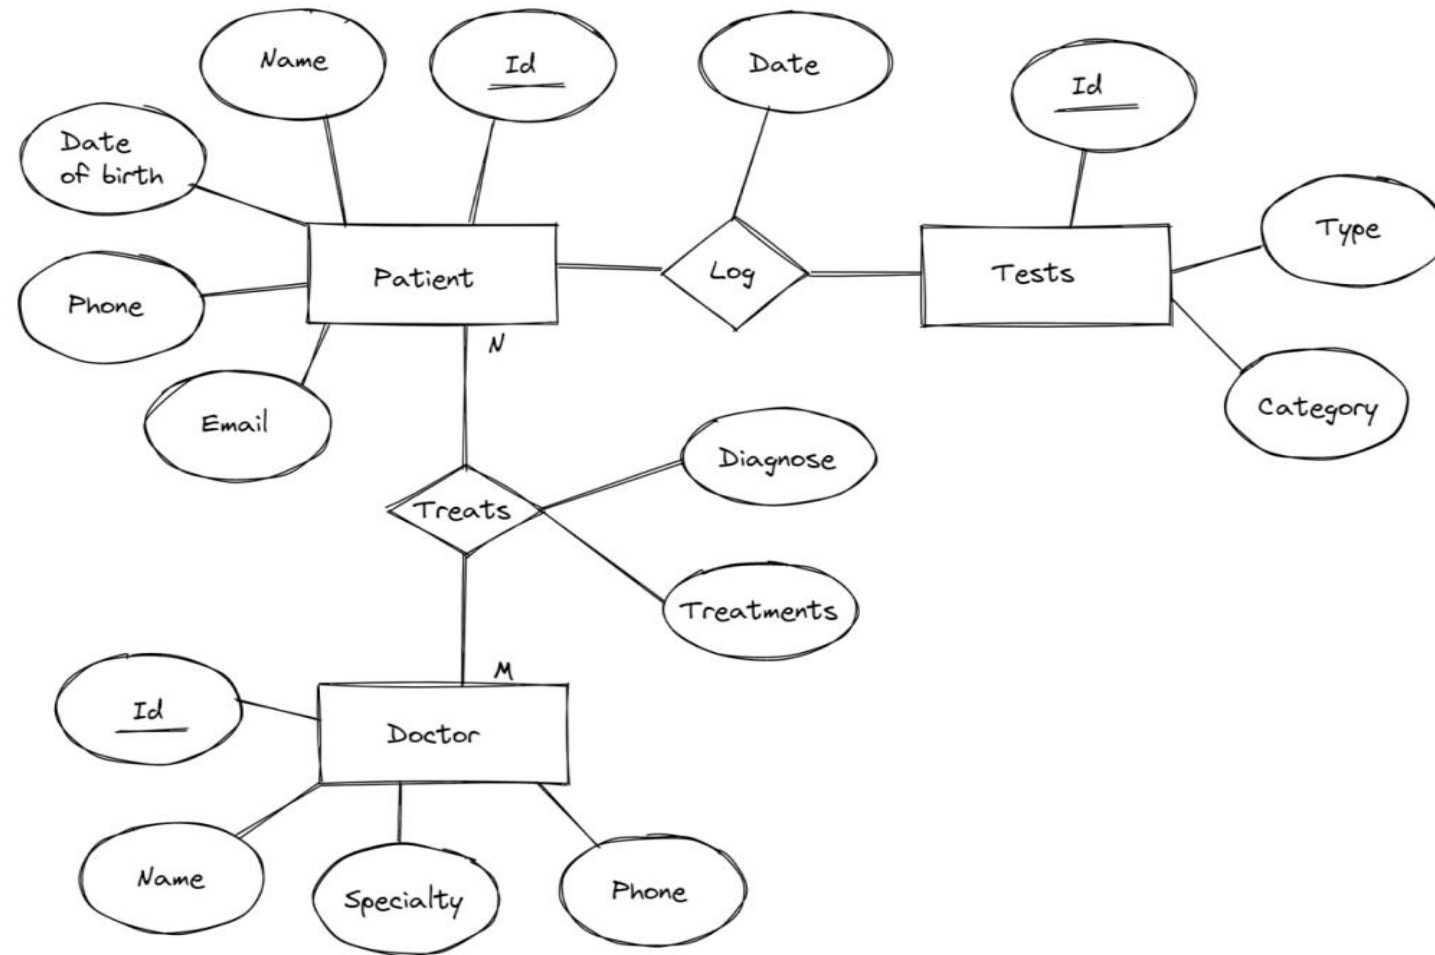 Name
Id
Date
Id
Date
of birth
Type
Patient
Log
Tests
Phone
N
Category
Email
Diagnose
Treats
Treatments
M
Id
Doctor
Name
Specialty
Phone